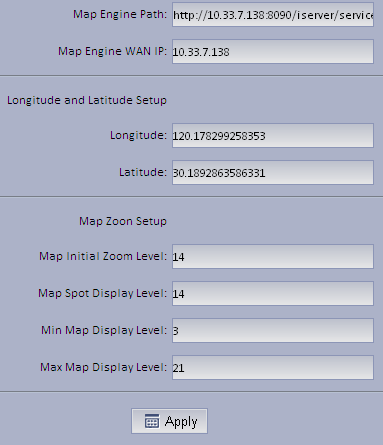 Map Engine Path: http://10.33.7.138:8090/iserver/service
Map Engine WAN IP: 10.33.7.138
Longitude and Latitude Setup
Longitude: 120.178299258353
Latitude: 30.1892863586331
Map Zoon Setup
Map Initial Zoom Level: 14
Map Spot Display Level: 14
Min Map Display Level: 3
Max Map Display Level: 21
Apply